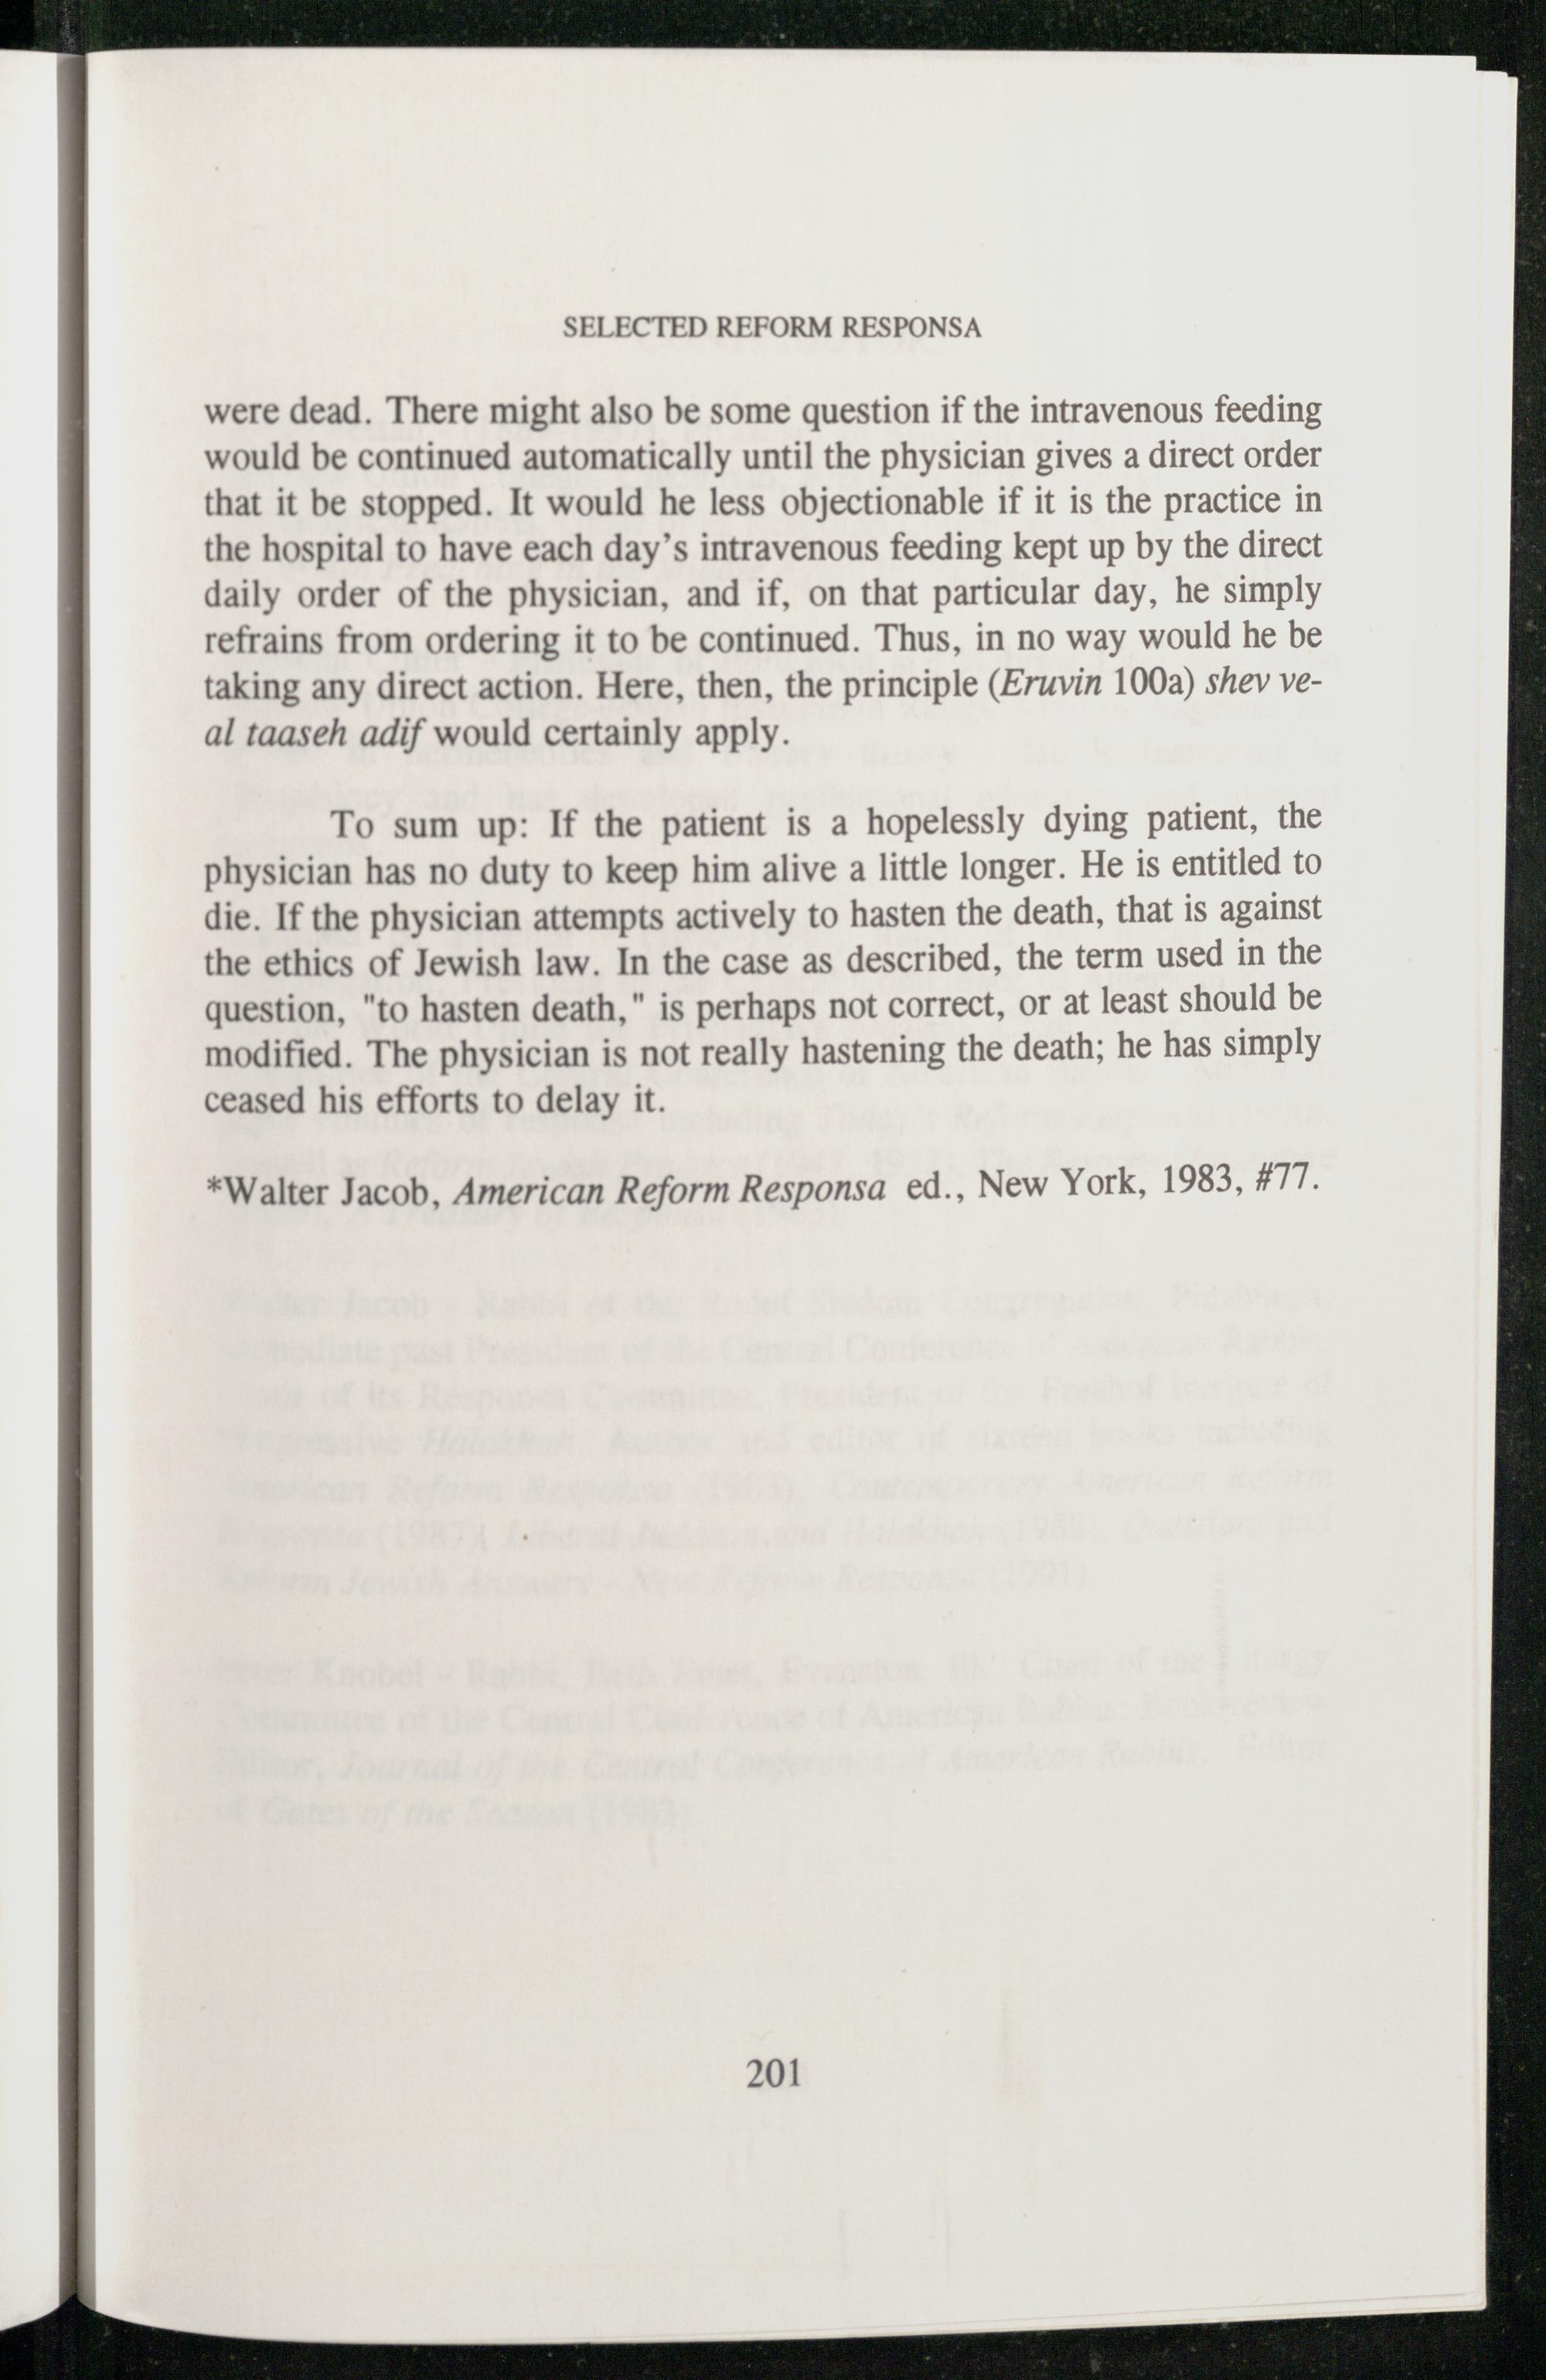 SELECTED REFORM RESPONSA
were dead. There might also be some question if the intravenous feeding
would be continued automatically until the physician gives a direct order
that it be stopped. It would he less objectionable if it is the practice in
the hospital to have each day's intravenous feeding kept up by the direct
daily order of the physician, and if, on that particular day, he simply
refrains from ordering it to be continued. Thus, in no way would he be
taking any direct action. Here, then, the principle (Eruvin 100a) shev ve-
al taaseh adif would certainly apply.
To sum up: If the patient is a hopelessly dying patient, the
physician has no duty to keep him alive a little longer. He is entitled to
die. If the physician attempts actively to hasten the death, that is against
the ethics of Jewish law. In the case as described, the term used in the
question, "to hasten death," is perhaps not correct, or at least should be
modified. The physician is not really hastening the death; he has simply
ceased his efforts to delay it.
*Walter Jacob, American Reform Responsa ed., New York, 1983, #77.
201